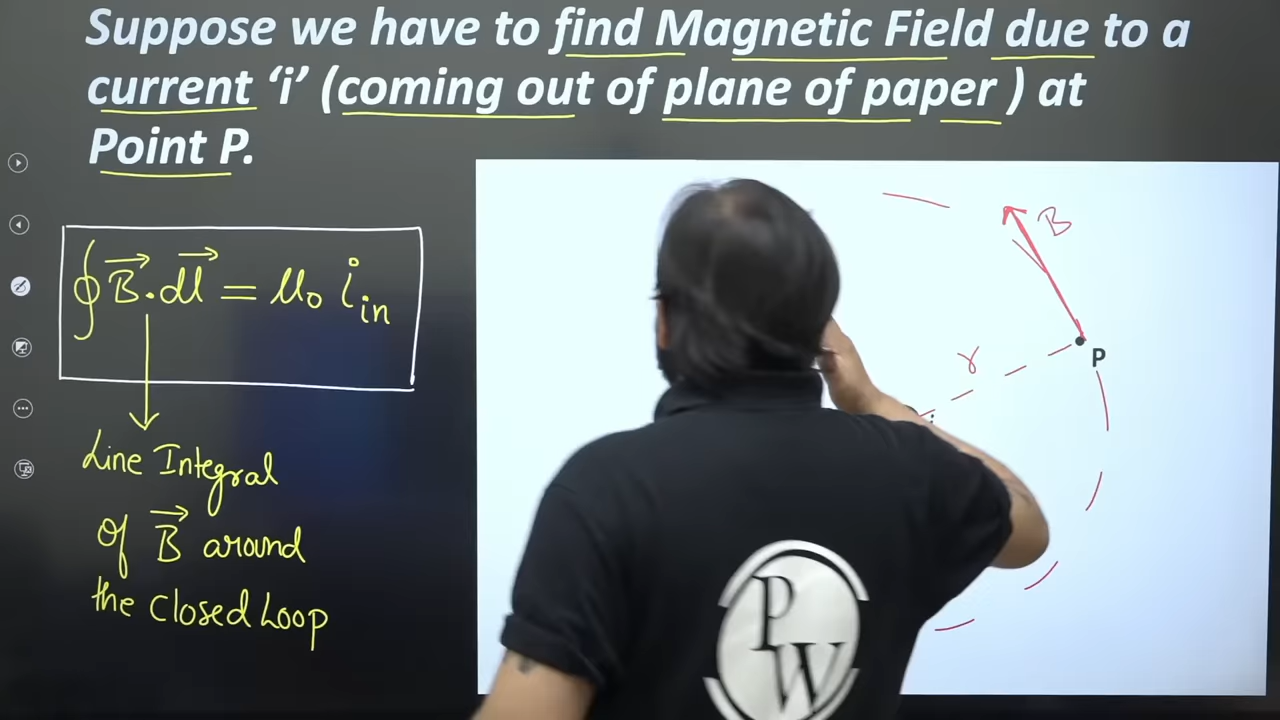 Suppose we have to find Magnetic Field due to a
current ‘i’ (coming out of plane of paper ) at
Point P.
∮B⃗.dl⃗ = μ₀ i_in
Line Integral
Of B⃗ around
the Closed Loop
B
r
P
PW